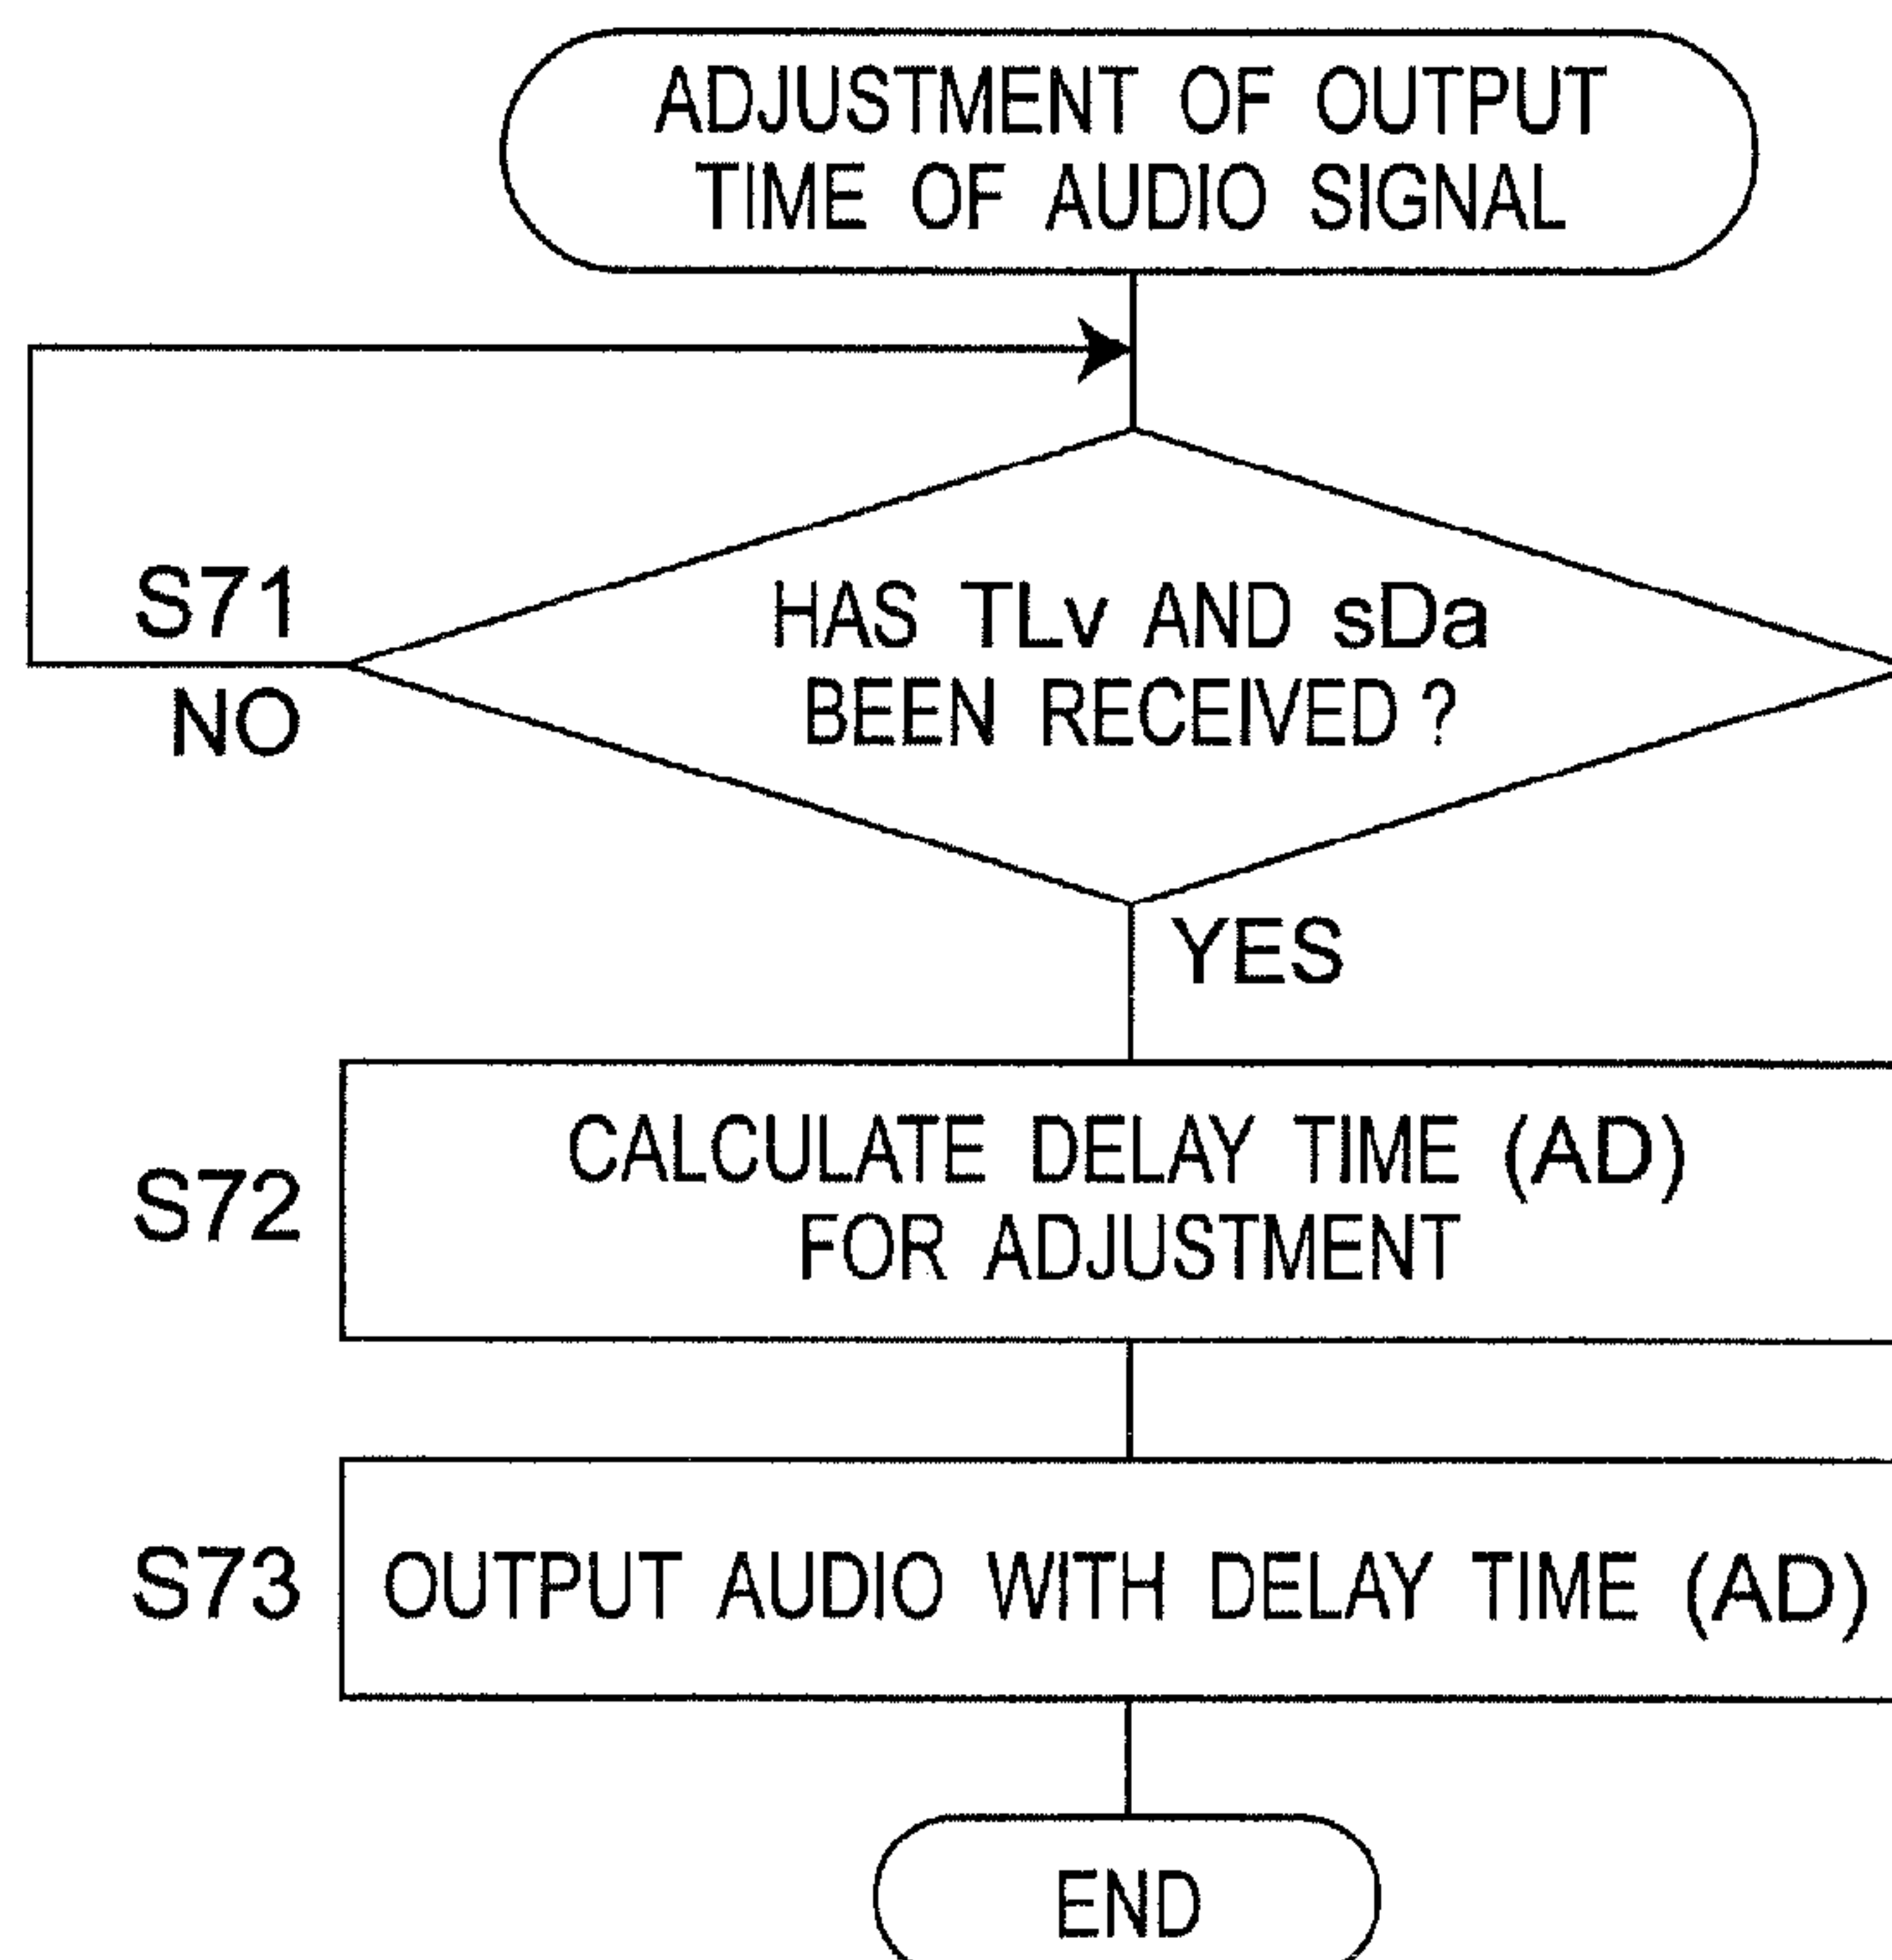 ADJUSTMENT OF OUTPUT
TIME OF AUDIO SIGNAL
S71
HAS TLv AND sDa
BEEN RECEIVED ?
NO
YES
S72
CALCULATE DELAY TIME (AD)
FOR ADJUSTMENT
S73
OUTPUT AUDIO WITH DELAY TIME (AD)
END